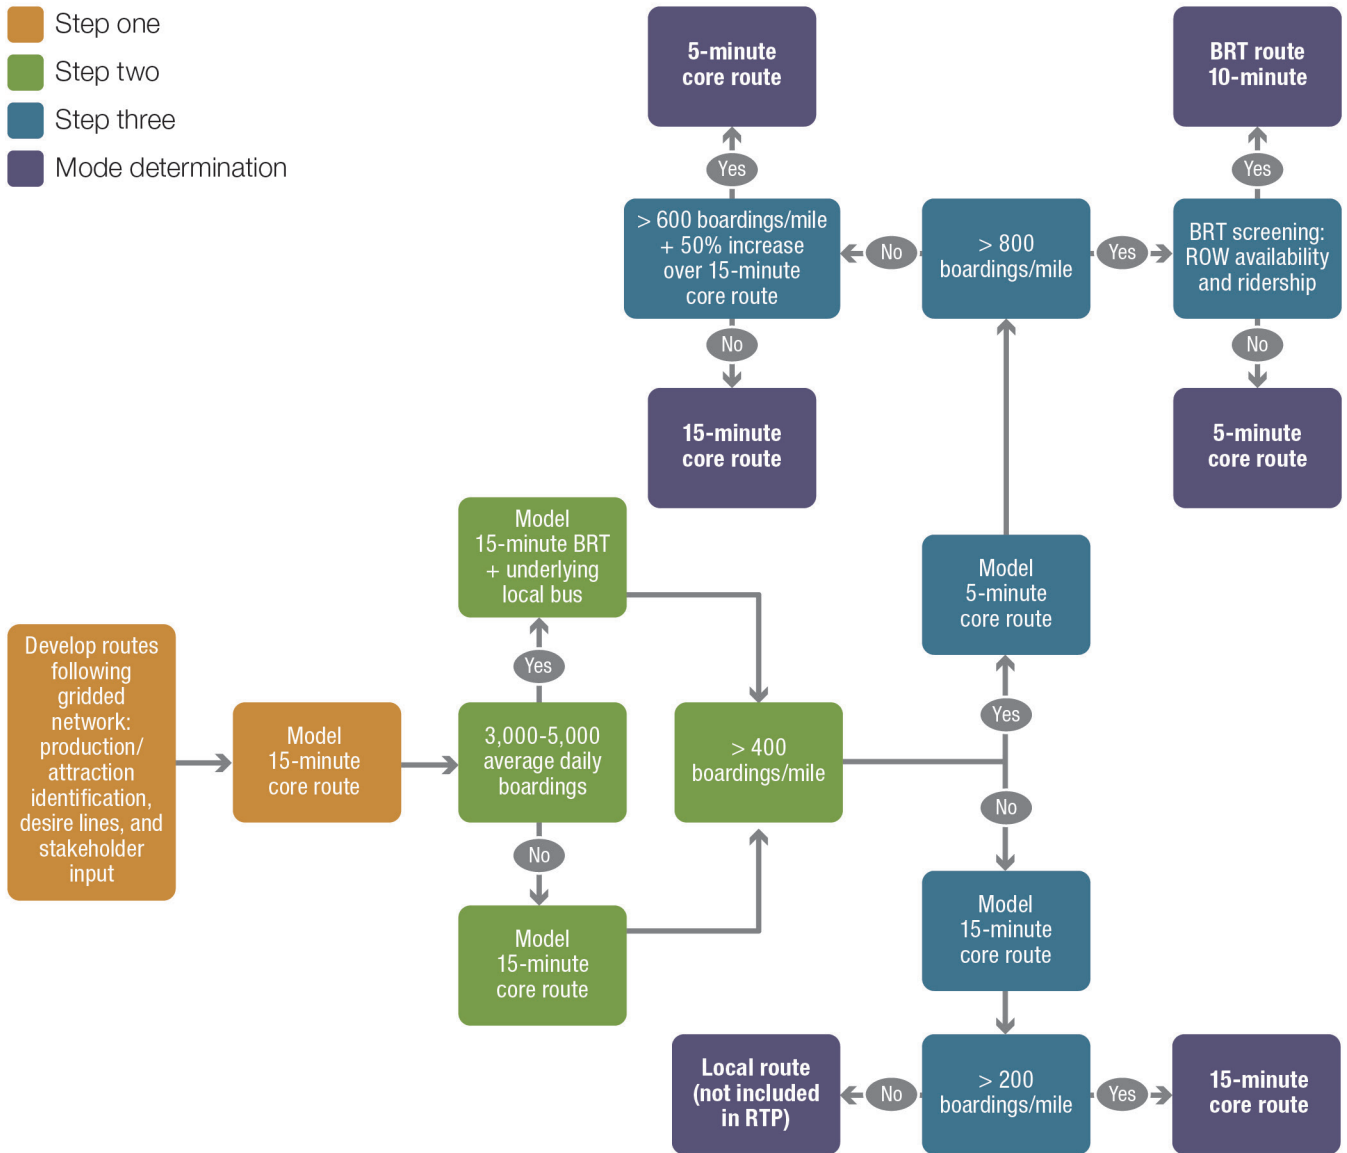 Step one
Step two
Step three
Mode determination
5-minute
core route
BRT route
10-minute
Yes
Yes
> 600 boardings/mile
+ 50% increase
over 15-minute
core route
No
> 800
boardings/mile
Yes
BRT screening:
ROW availability
and ridership
No
No
15-minute
core route
5-minute
core route
Model
15-minute BRT
+ underlying
local bus
Model
5-minute
core route
Develop routes
following
gridded
network:
production/
attraction
identification,
desire lines, and
stakeholder
input
Model
15-minute
core route
Yes
3,000-5,000
average daily
boardings
No
Model
15-minute
core route
> 400
boardings/mile
Yes
No
Model
15-minute
core route
Local route
(not included
in RTP)
No
> 200
boardings/mile
Yes
15-minute
core route